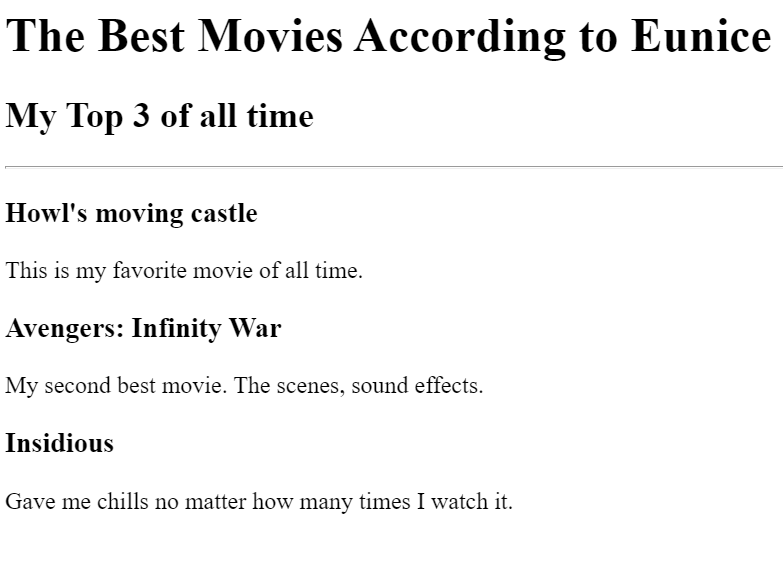 The Best Movies According to Eunice
My Top 3 of all time
Howl's moving castle
This is my favorite movie of all time.
Avengers: Infinity War
My second best movie. The scenes, sound effects.
Insidious
Gave me chills no matter how many times I watch it.